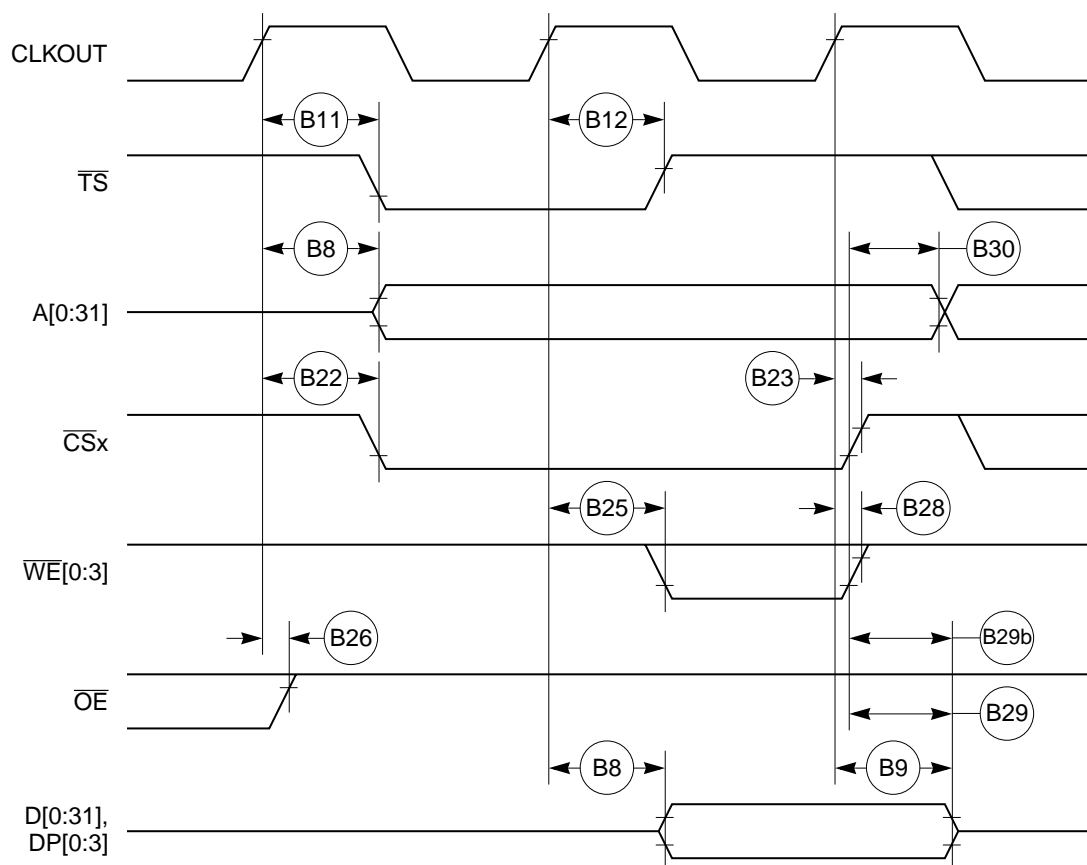 CLKOUT
B11
B12
TS
B8
B30
A[0:31]
B22
B23
CSx
B25
B28
WE[0:3]
B26
B29b
OE
B29
B8
B9
D[0:31],
DP[0:3]